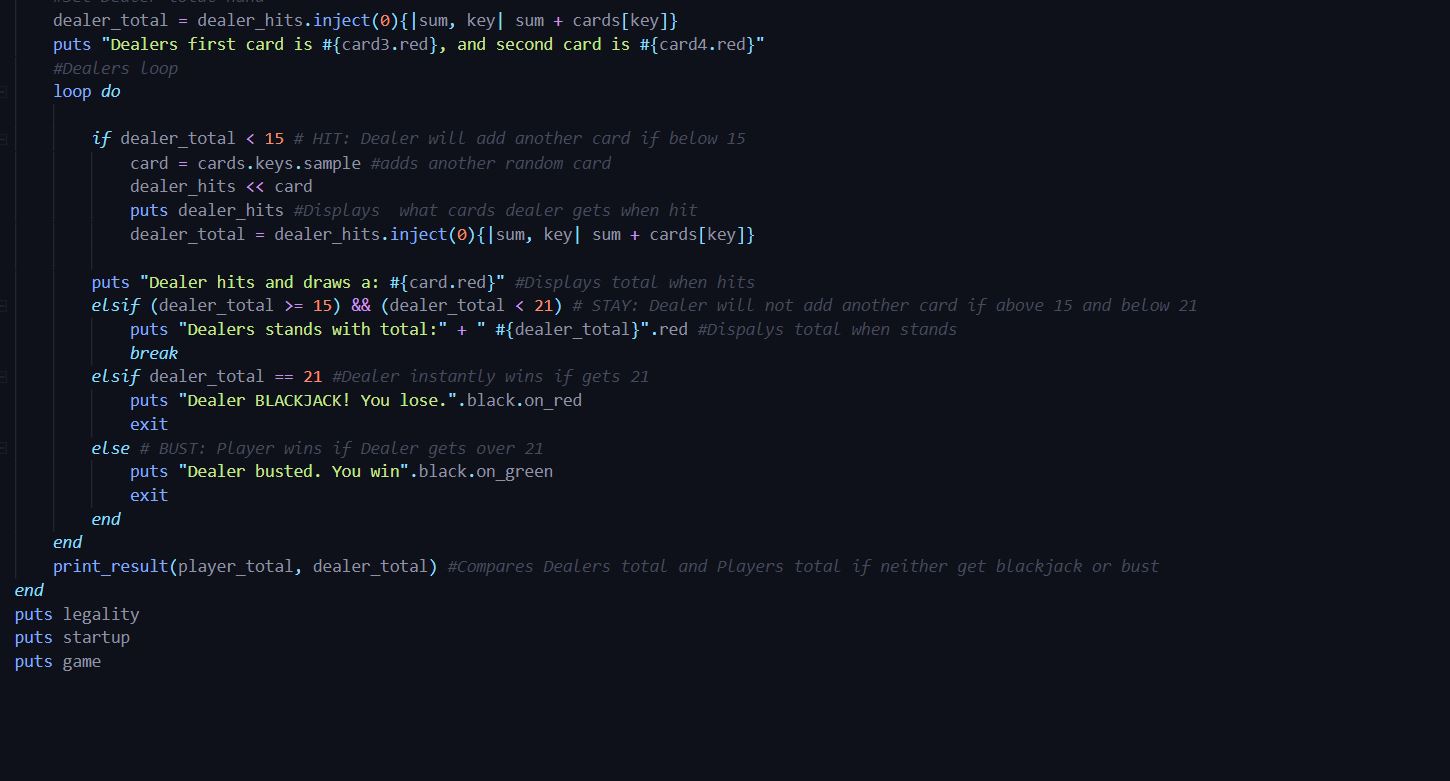 #Set Dealer total hand
dealer_total = dealer_hits.inject(0){|sum, key| sum + cards[key]}
puts "Dealers first card is #{card3.red}, and second card is #{card4.red}"
#Dealers loop
loop do
if dealer_total < 15 # HIT: Dealer will add another card if below 15
card = cards.keys.sample #adds another random card
dealer_hits << card
puts dealer_hits #Displays  what cards dealer gets when hit
dealer_total = dealer_hits.inject(0){|sum, key| sum + cards[key]}
puts "Dealer hits and draws a: #{card.red}" #Displays total when hits
elsif (dealer_total >= 15) && (dealer_total < 21) # STAY: Dealer will not add another card if above 15 and below 21
puts "Dealers stands with total:" + " #{dealer_total}".red #Dispalys total when stands
break
elsif dealer_total == 21 #Dealer instantly wins if gets 21
puts "Dealer BLACKJACK! You lose.".black.on_red
exit
else # BUST: Player wins if Dealer gets over 21
puts "Dealer busted. You win".black.on_green
exit
end
end
print_result(player_total, dealer_total) #Compares Dealers total and Players total if neither get blackjack or bust
end
puts legality
puts startup
puts game